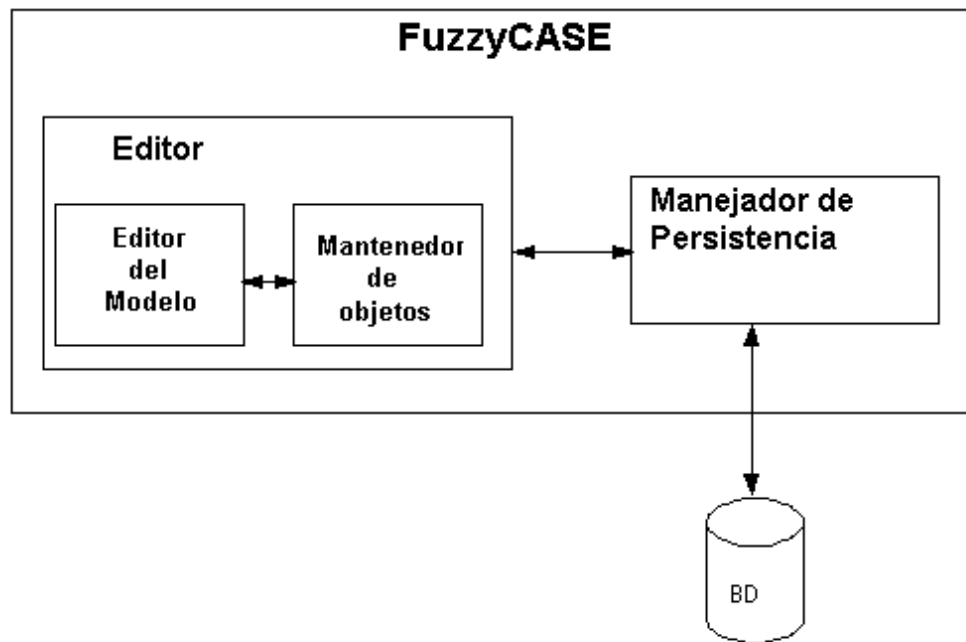 FuzzyCASE
Editor
Editor
del
Modelo
Mantenedor
de
objetos
Manejador de
Persistencia
BD